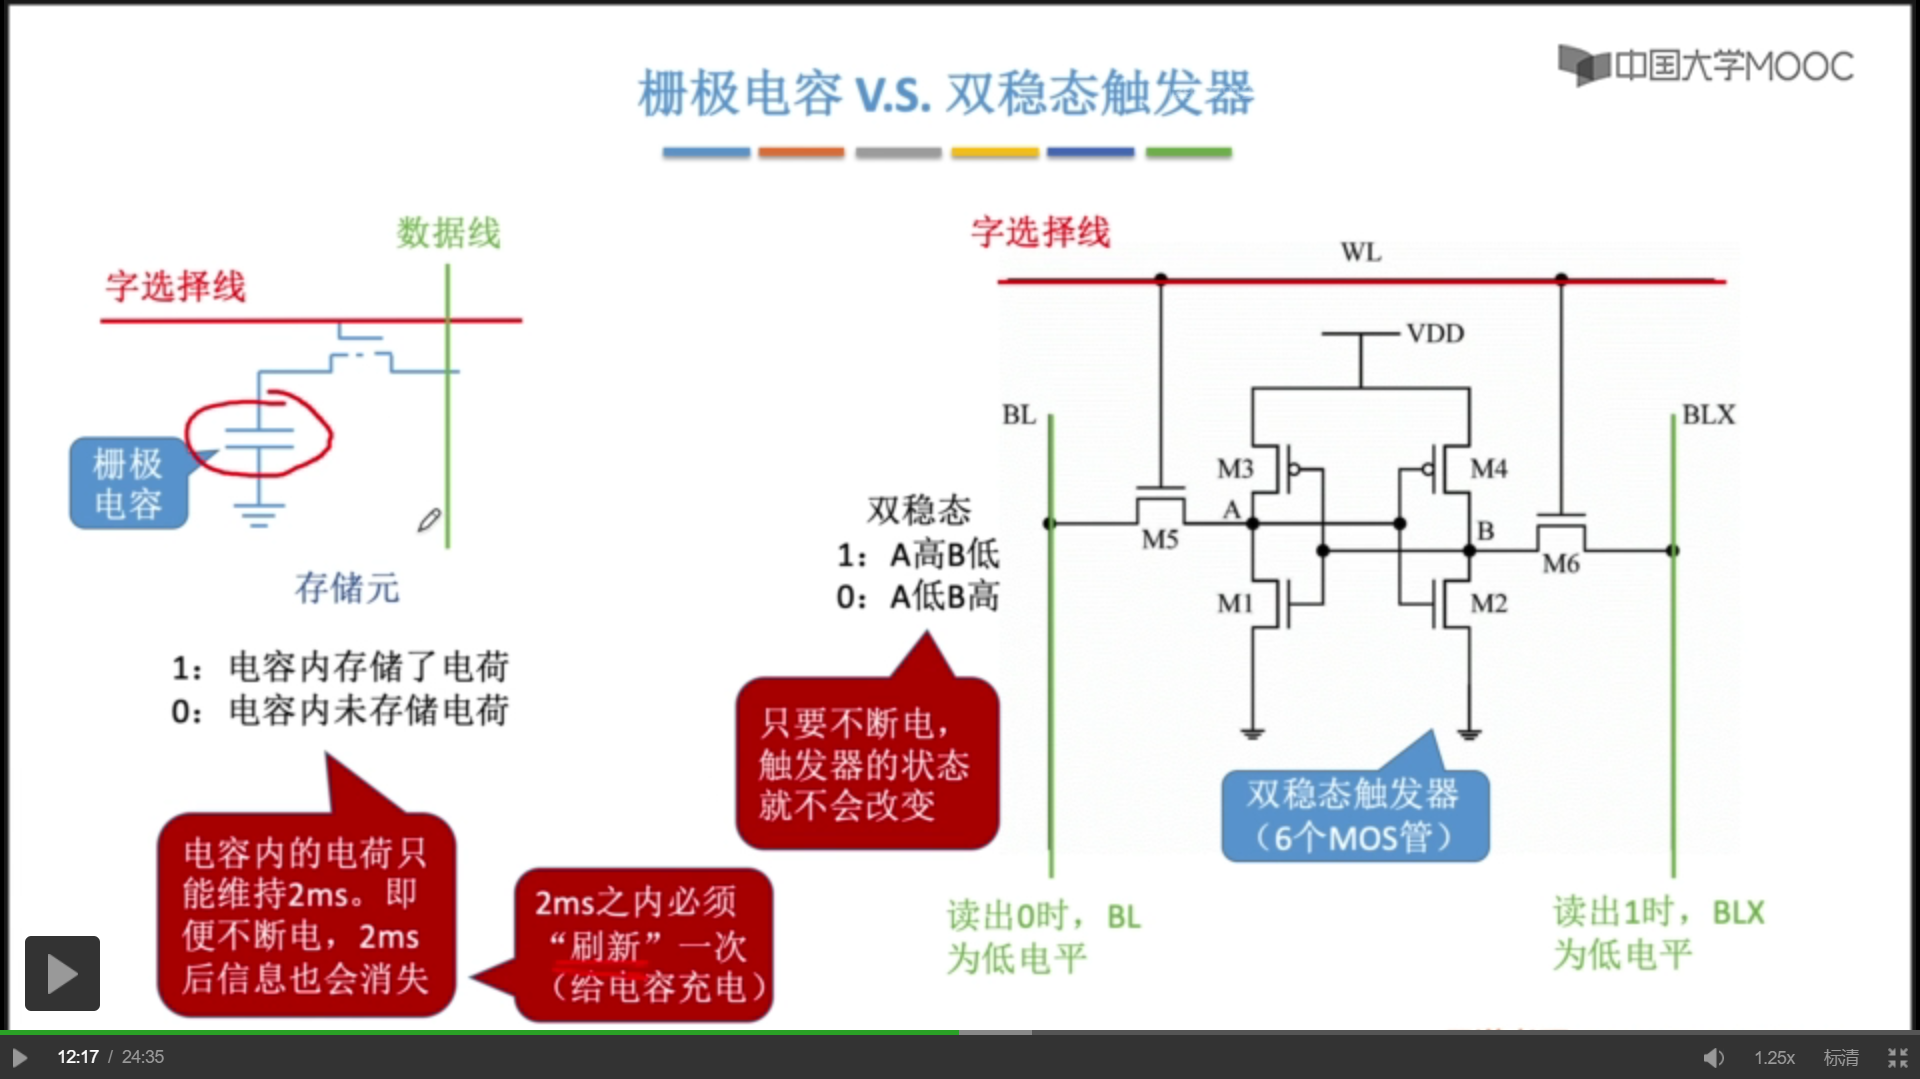 中国大学MOOC
栅极电容 V.S. 双稳态触发器
数据线
字选择线
栅极
电容
存储元
1：电容内存储了电荷
0：电容内未存储电荷
电容内的电荷只
能维持2ms。即
便不断电，2ms
后信息也会消失
2ms之内必须
“刷新”一次
（给电容充电）
双稳态
1：A高B低
0：A低B高
只要不断电，
触发器的状态
就不会改变
字选择线
WL
VDD
BL
BLX
M3
M4
A
B
M5
M6
M1
M2
双稳态触发器
（6个MOS管）
读出0时，BL
为低电平
读出1时，BLX
为低电平
12:17 / 24:35
1.25x
标清